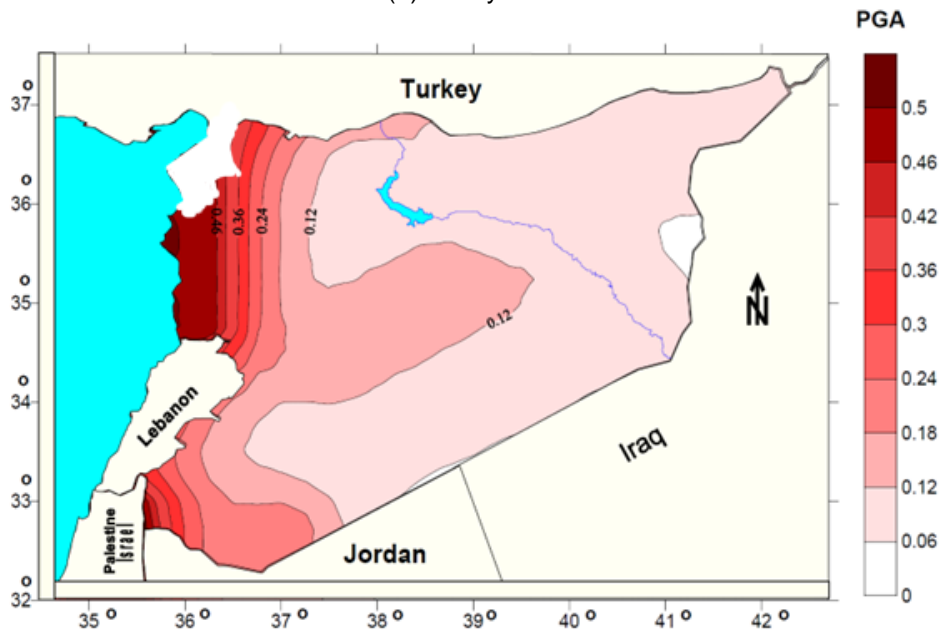 PGA
Turkey
37 o
36 o
35 o
34 o
33 o
32 o
0.46
0.36
0.24
0.12
0.12
N
Lebanon
Iraq
Palestine
Israel
Jordan
35 o
36 o
37 o
38 o
39 o
40 o
41 o
42 o
0.5
0.46
0.42
0.36
0.3
0.24
0.18
0.12
0.06
0